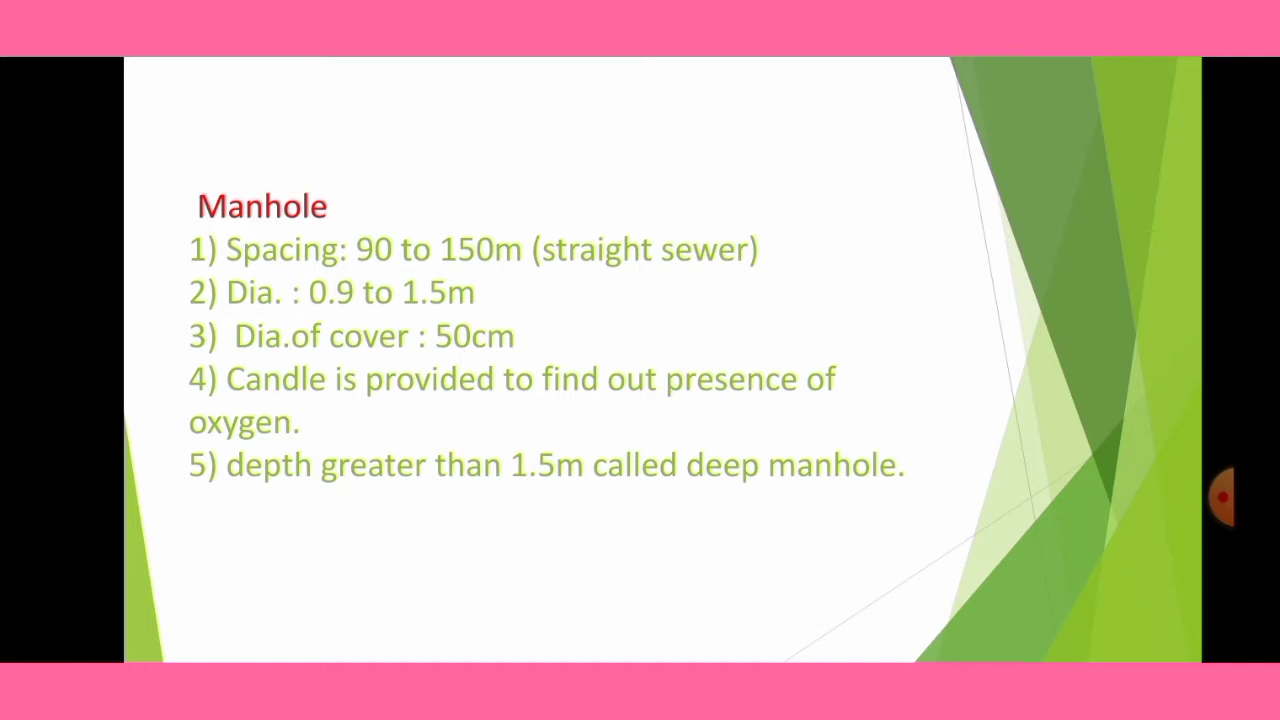 Manhole
1) Spacing: 90 to 150m (straight sewer)
2) Dia. : 0.9 to 1.5m
3) Dia.of cover : 50cm
4) Candle is provided to find out presence of
oxygen.
5) depth greater than 1.5m called deep manhole.